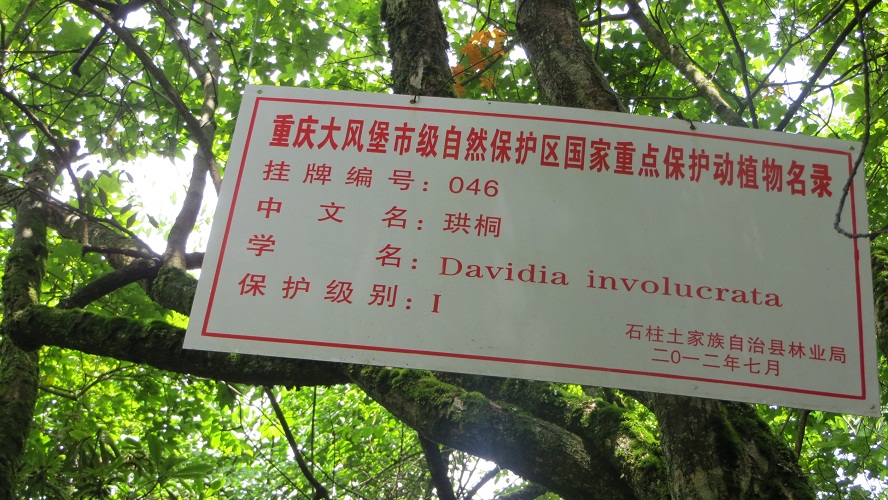 重庆大风堡市级自然保护区国家重点保护动植物名录
挂牌编号：046
中文名：珙桐
学名：Davidia involucrata
保护级别：I
石柱土家族自治县林业局
二〇一二年七月